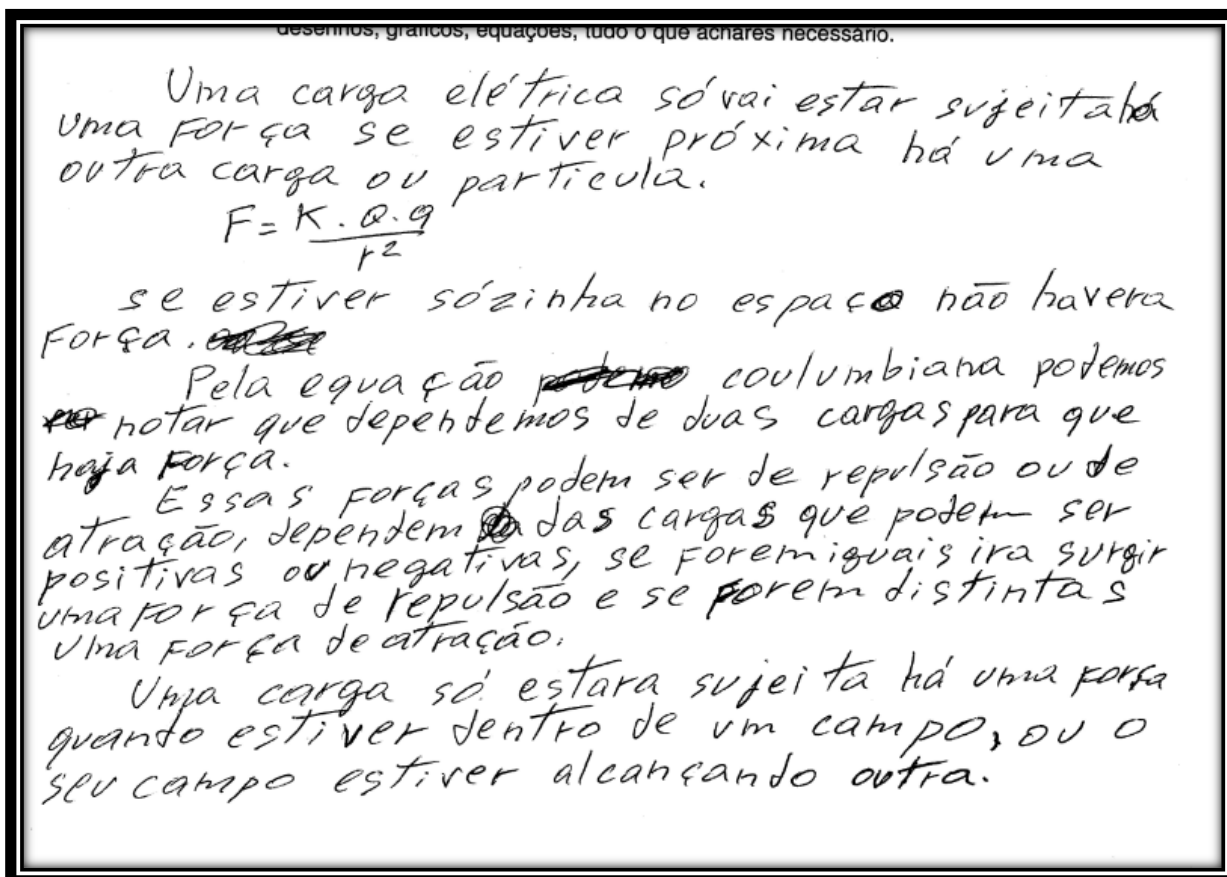 desenhos, gráficos, equações, tudo o que achares necessário.
Uma carga elétrica só vai estar sujeita há
uma força se estiver próxima há uma
outra carga ou partícula.
F = K . Q . q
r²
se estiver sózinha no espaço não havera
força.
Pela equação coulumbiana podemos
notar que dependemos de duas cargas para que
haja força.
Essas forças podem ser de repulsão ou de
atração, dependem das cargas que podem ser
positivas ou negativas, se forem iguais ira surgir
uma força de repulsão e se forem distintas
uma força de atração.
Uma carga só estara sujeita há uma força
quando estiver dentro de um campo, ou o
seu campo estiver alcançando outra.